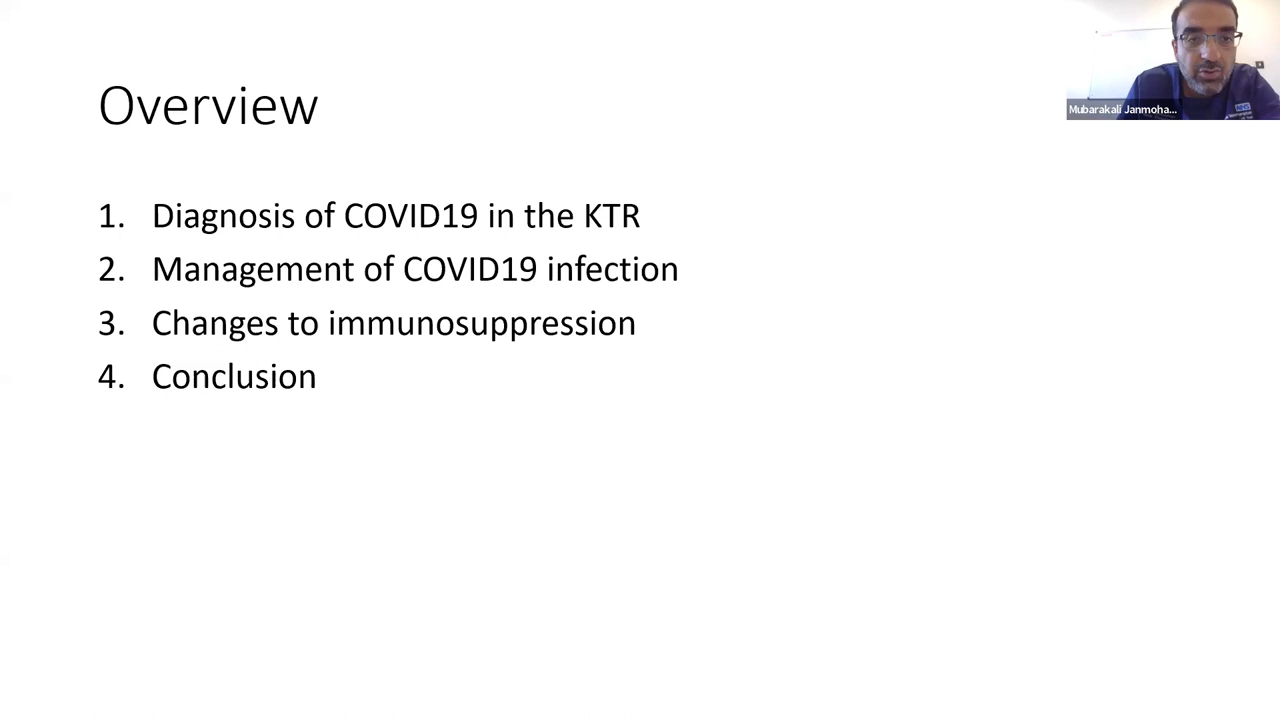 Overview
Mubarakali Janmoha...
NHS
1. Diagnosis of COVID19 in the KTR
2. Management of COVID19 infection
3. Changes to immunosuppression
4. Conclusion